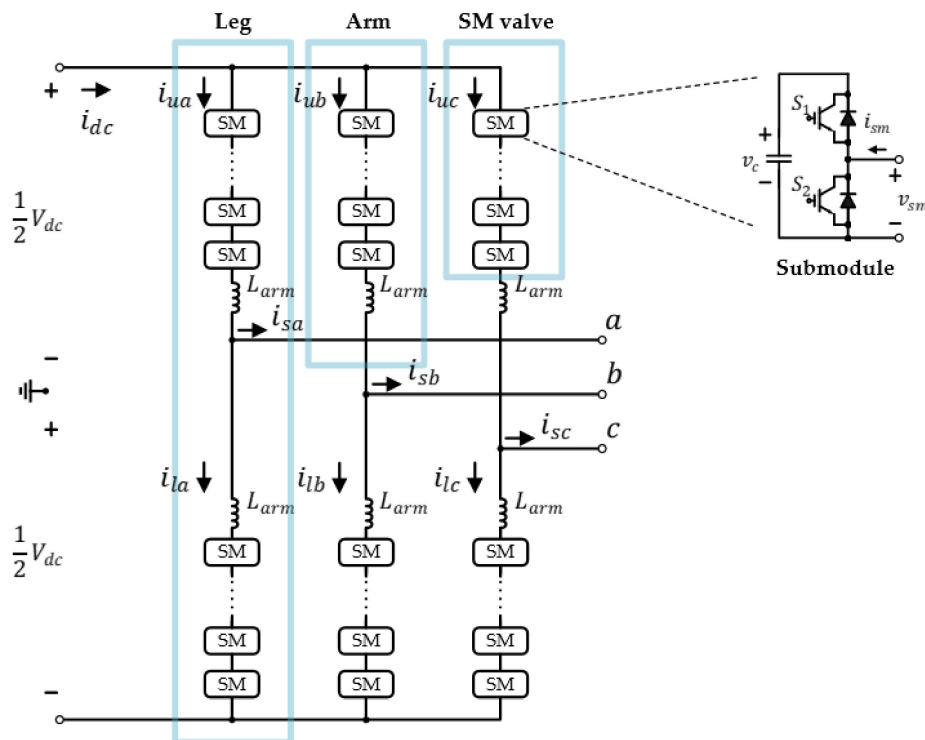 Leg Arm SM valve
+ i_dc i_ua i_ub i_uc
SM SM SM
1/2 V_dc
SM SM SM
SM SM SM
L_arm L_arm L_arm
i_sa a
−
i_sb b
+
i_sc c
i_la i_lb i_lc
L_arm L_arm L_arm
1/2 V_dc
SM SM SM
SM SM SM
− SM SM SM
S_1 i_sm
+ v_c −
S_2 + v_sm −
Submodule